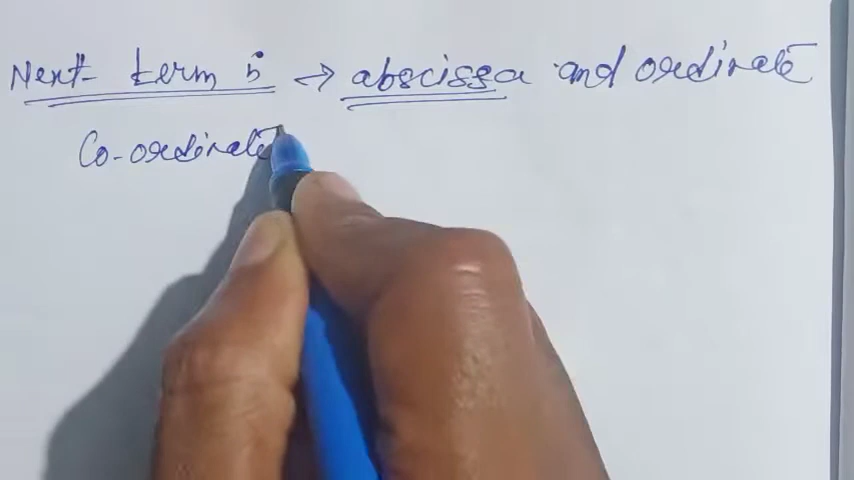 Next term is → abscissa and ordinate
Co-ordinate